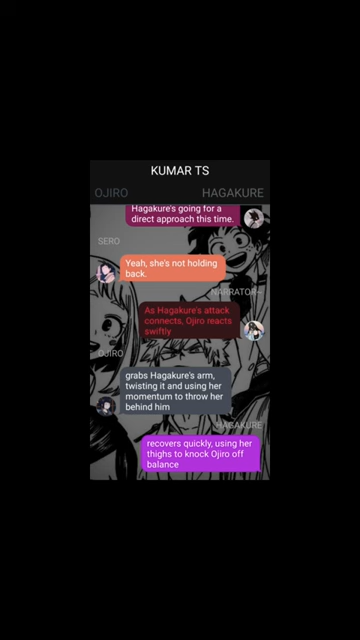 KUMAR TS
OJIRO
HAGAKURE
Hagakure's going for a
direct approach this time.
SERO
Yeah, she's not holding
back.
NARRATOR~
As Hagakure's attack
connects, Ojiro reacts
swiftly
OJIRO
grabs Hagakure's arm,
twisting it and using her
momentum to throw her
behind him
HAGAKURE
recovers quickly, using her
thighs to knock Ojiro off
balance